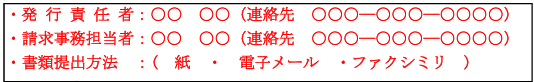 ・発 行 責 任 者：○○　○○（連絡先　○○○―○○○―○○○○）
・請求事務担当者：○○　○○（連絡先　○○○―○○○―○○○○）
・書類提出方法　：（　紙　・　電子メール　・ファクシミリ　）